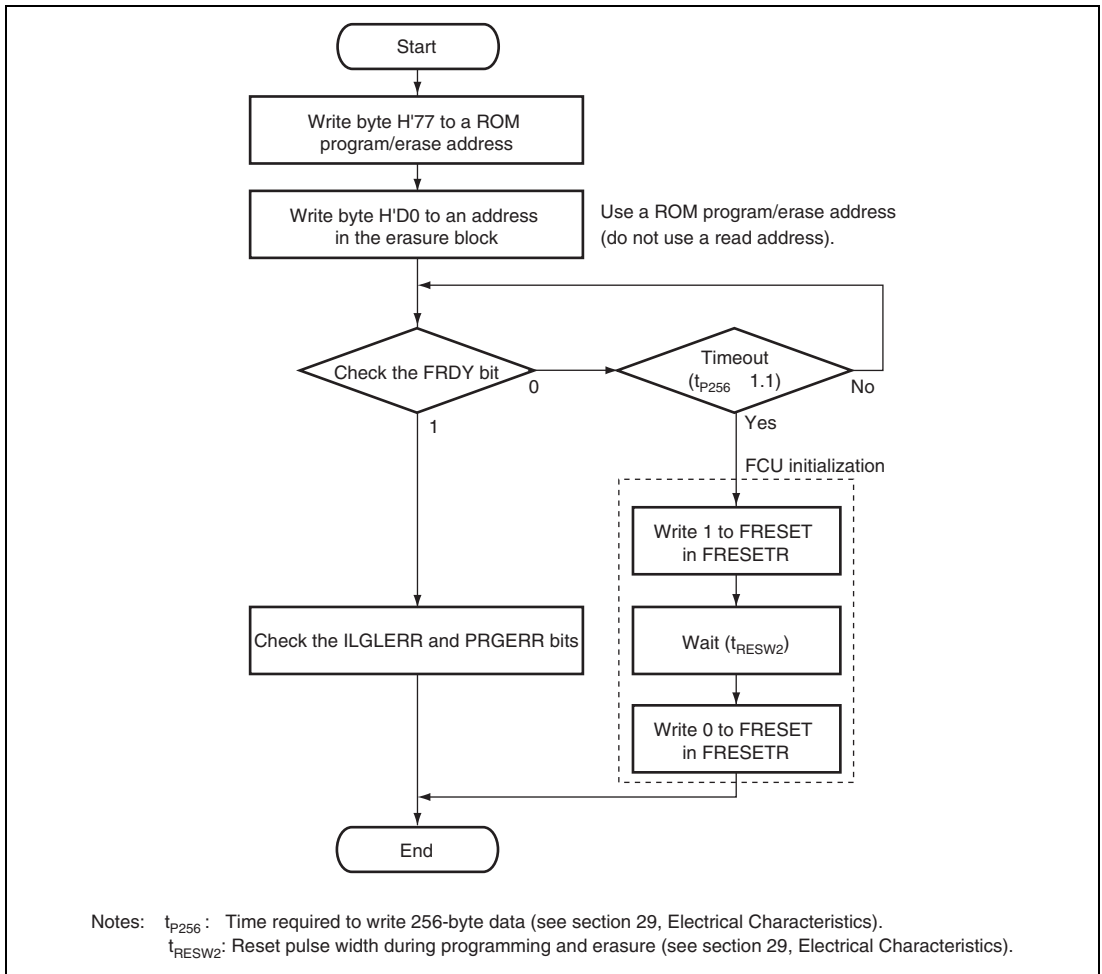 Start
Write byte H'77 to a ROM
program/erase address
Write byte H'D0 to an address
in the erasure block
Use a ROM program/erase address
(do not use a read address).
Check the FRDY bit
0
1
Timeout
(tP256 1.1)
No
Yes
FCU initialization
Write 1 to FRESET
in FRESETR
Wait (tRESW2)
Write 0 to FRESET
in FRESETR
Check the ILGLERR and PRGERR bits
End
Notes: tP256 : Time required to write 256-byte data (see section 29, Electrical Characteristics).
tRESW2: Reset pulse width during programming and erasure (see section 29, Electrical Characteristics).